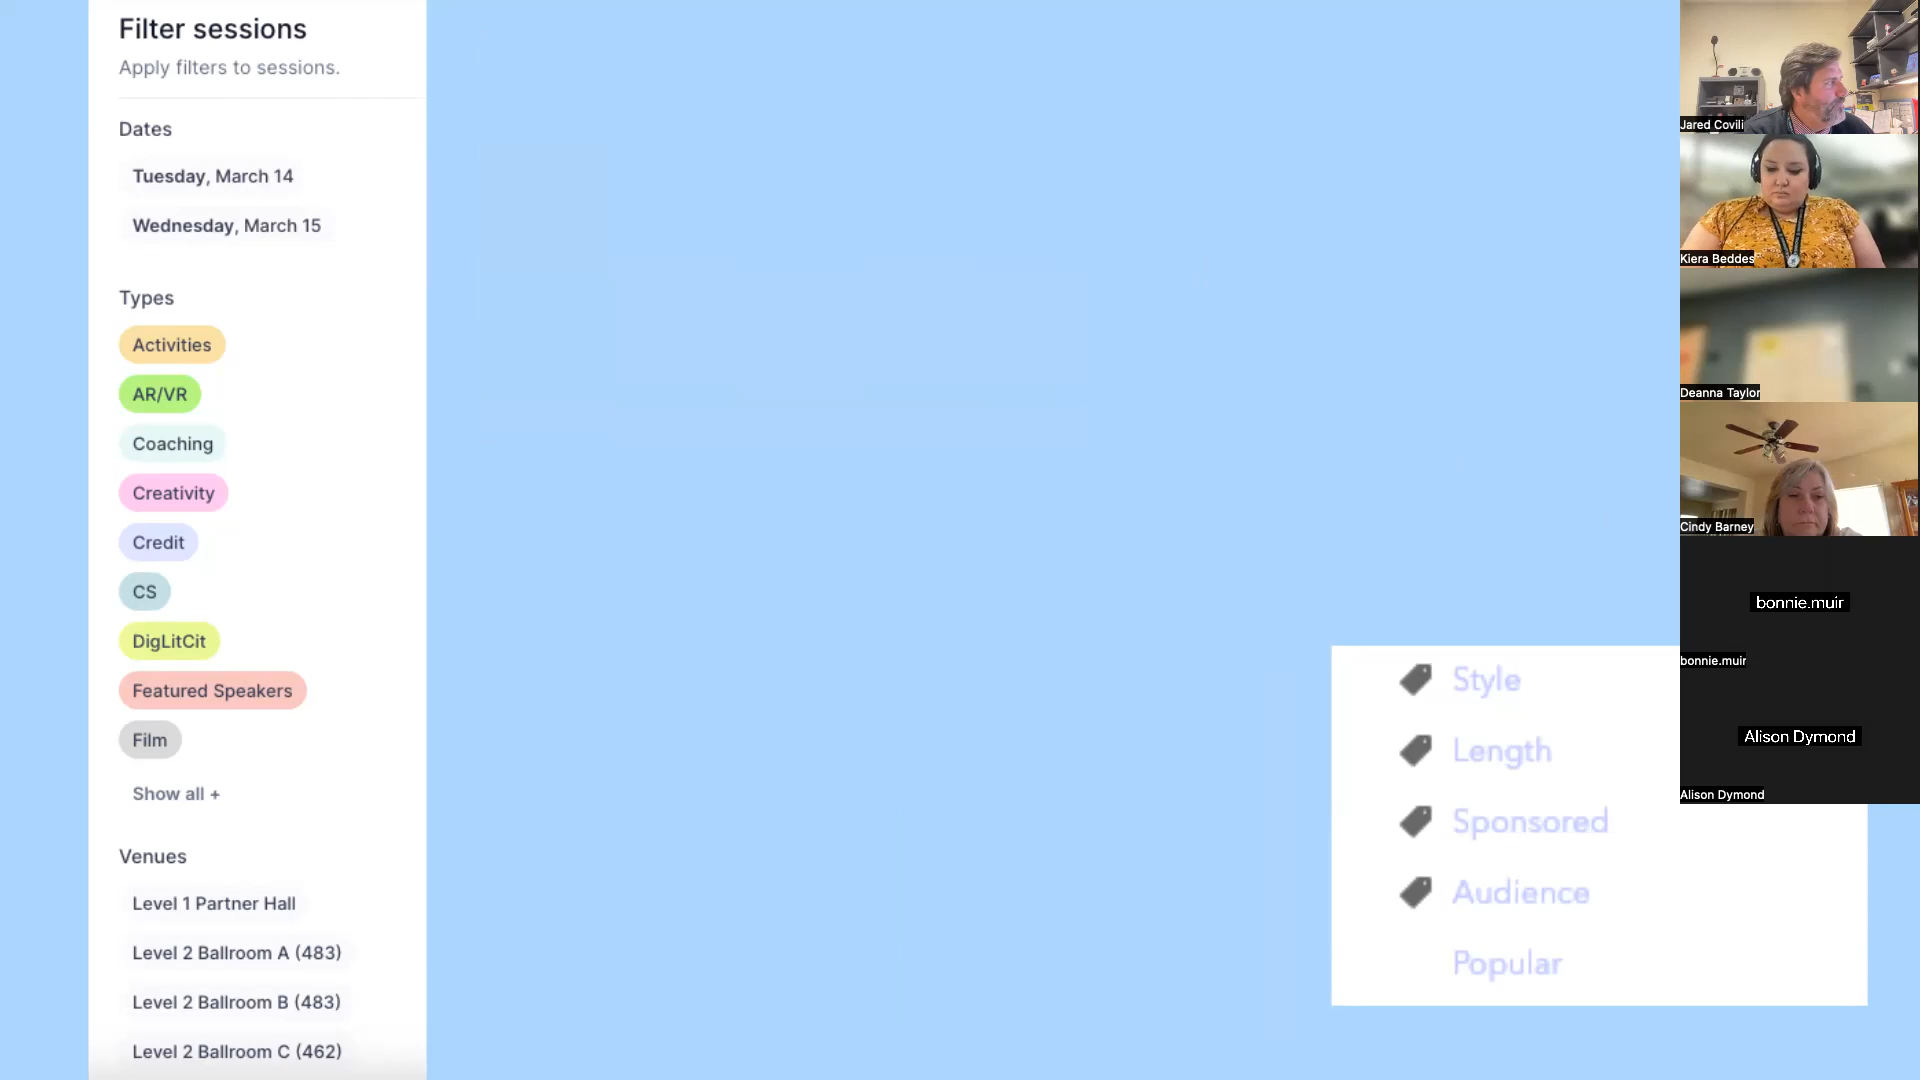 Filter sessions
Apply filters to sessions.
Dates
Tuesday, March 14
Wednesday, March 15
Types
Activities
AR/VR
Coaching
Creativity
Credit
CS
DigLitCit
Featured Speakers
Film
Show all +
Venues
Level 1 Partner Hall
Level 2 Ballroom A (483)
Level 2 Ballroom B (483)
Level 2 Ballroom C (462)
Style
Length
Sponsored
Audience
Popular
Jared Covili
Kiera Beddes
Deanna Taylor
Cindy Barney
bonnie.muir
bonnie.muir
Alison Dymond
Alison Dymond